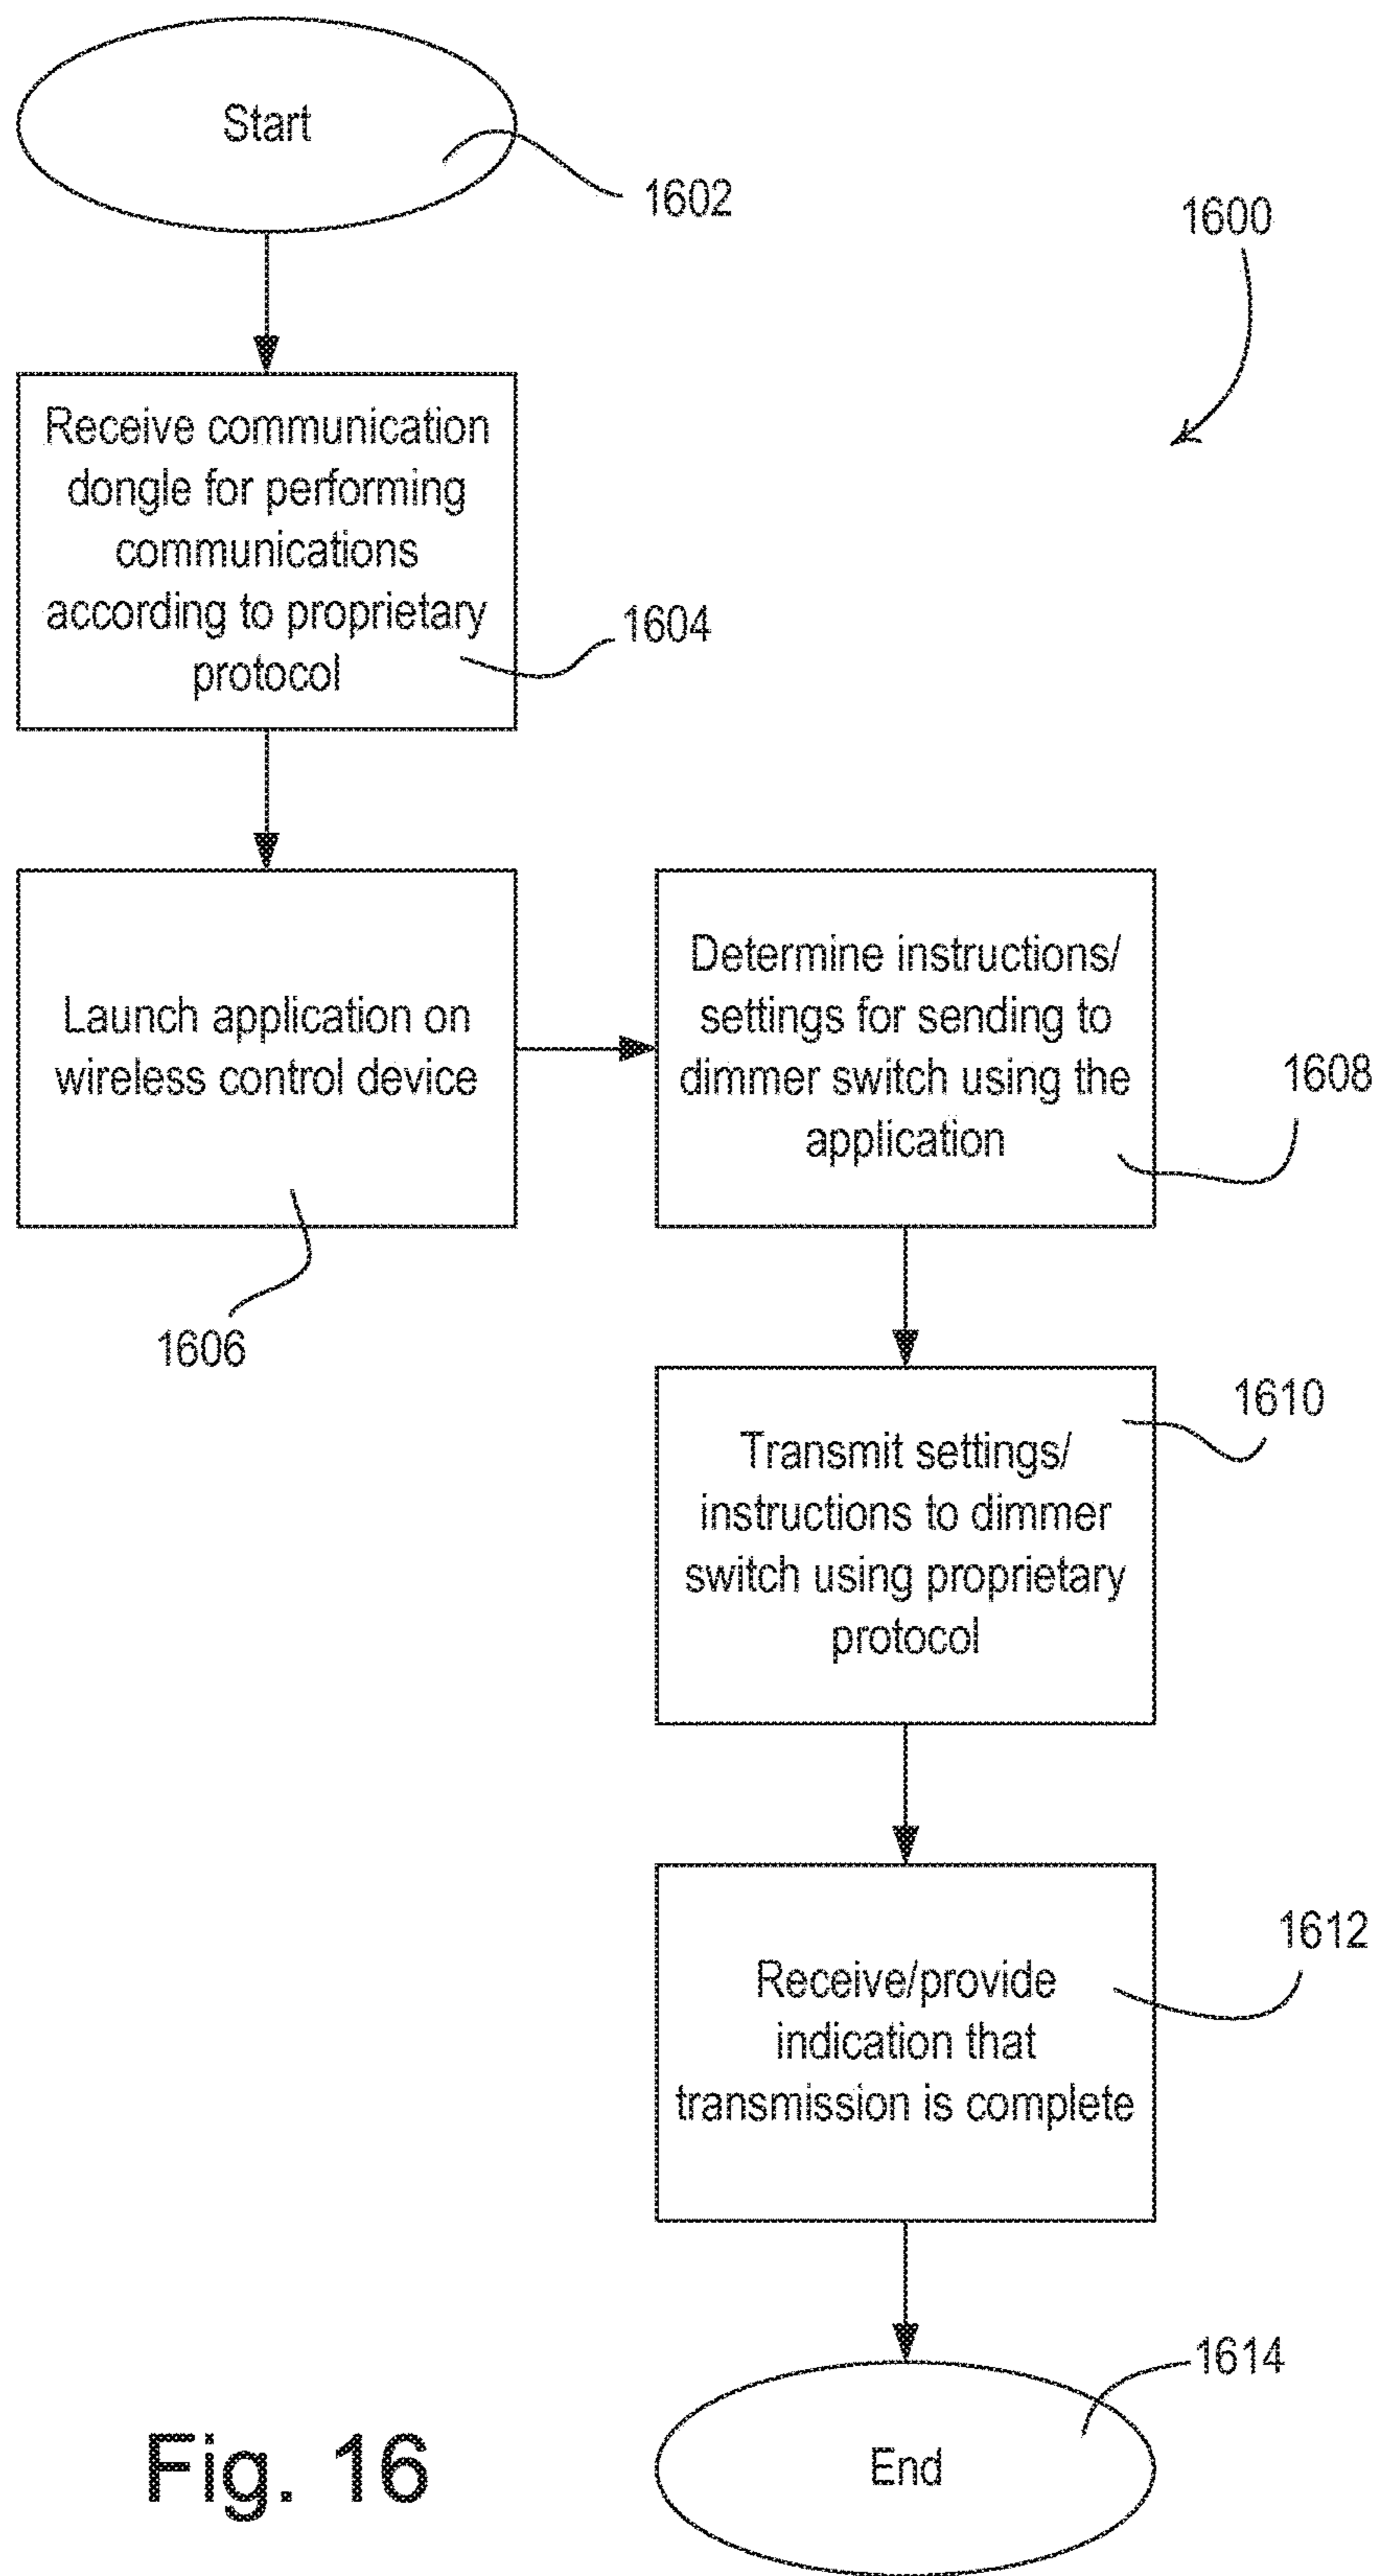 Start
1602
1600
Receive communication
dongle for performing
communications
according to proprietary
protocol
1604
Launch application on
wireless control device
1606
Determine instructions/
settings for sending to
dimmer switch using the
application
1608
Transmit settings/
instructions to dimmer
switch using proprietary
protocol
1610
Receive/provide
indication that
transmission is complete
1612
End
1614
Fig. 16